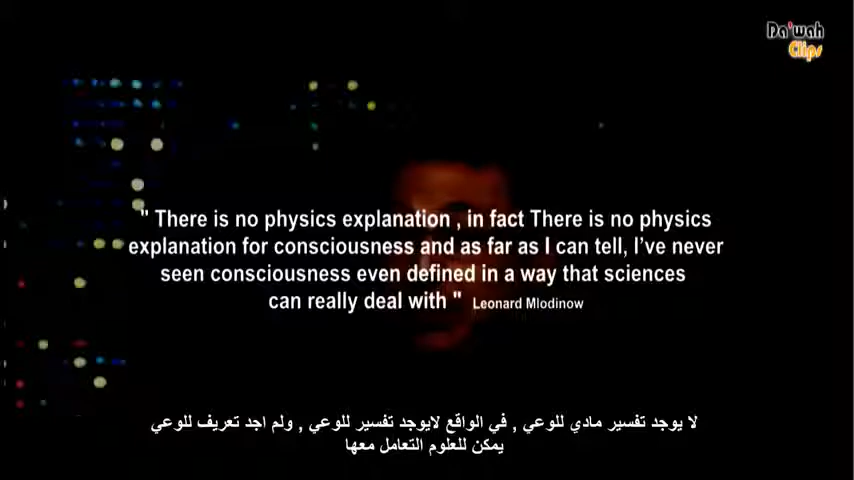 Da'wah
Clips
" There is no physics explanation , in fact There is no physics
explanation for consciousness and as far as I can tell, I've never
seen consciousness even defined in a way that sciences
can really deal with " Leonard Mlodinow
لا يوجد تفسير مادي للوعي , في الواقع لايوجد تفسير للوعي , ولم اجد تعريف للوعي
يمكن للعلوم التعامل معها